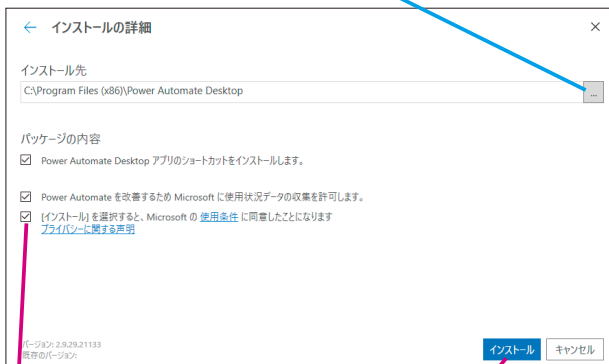 ← インストールの詳細
インストール先
C:\Program Files (x86)\Power Automate Desktop
...
パッケージの内容
Power Automate Desktop アプリのショートカットをインストールします。
Power Automate を改善するため Microsoft に使用状況データの収集を許可します。
[インストール] を選択すると、Microsoft の 使用条件 に同意したことになります
プライバシーに関する声明
バージョン: 2.9.29.21133
既存のバージョン:
インストール キャンセル